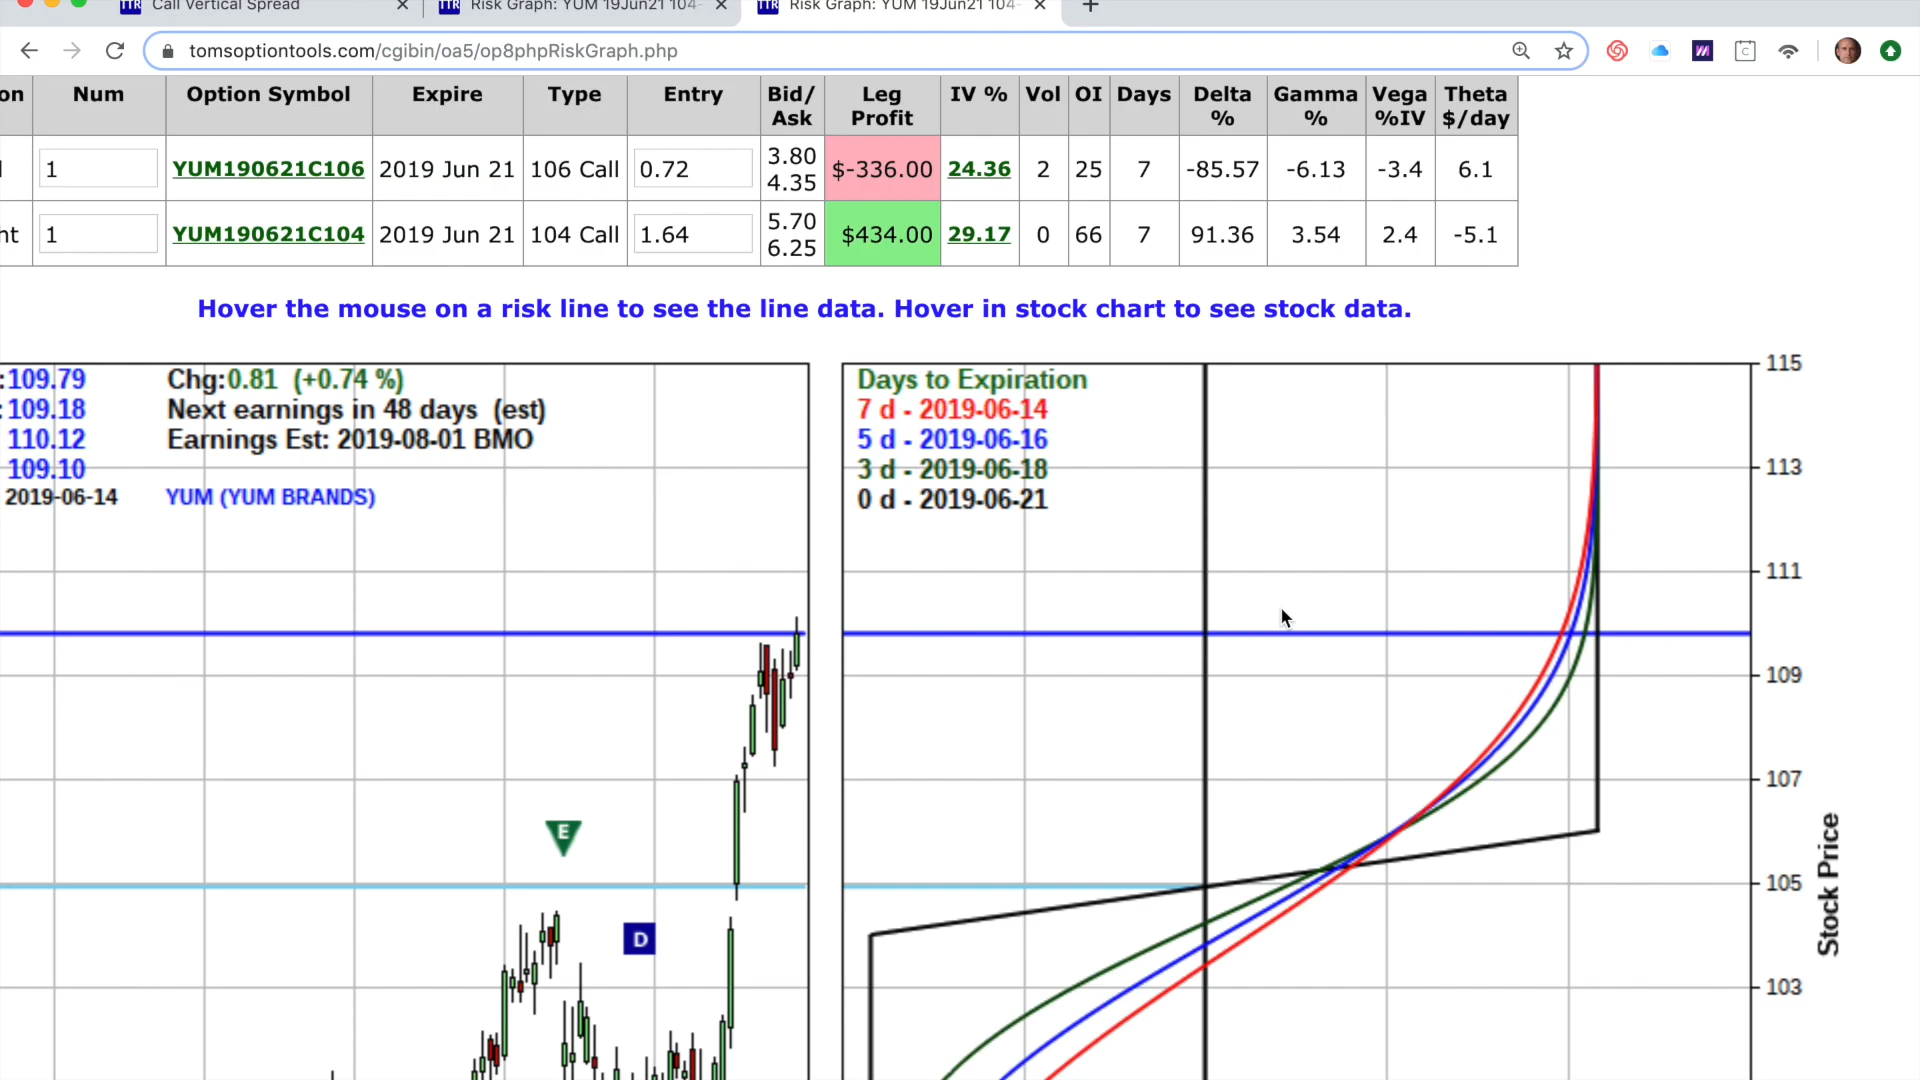 Call Vertical Spread
Risk Graph: YUM 19Jun21 104-
Risk Graph: YUM 19Jun21 104-
tomsoptiontools.com/cgibin/oa5/op8phpRiskGraph.php
on Num Option Symbol Expire Type Entry Bid/ Ask Leg Profit IV % Vol OI Days Delta % Gamma % Vega %IV Theta $/day
1 YUM190621C106 2019 Jun 21 106 Call 0.72 3.80 4.35 $-336.00 24.36 2 25 7 -85.57 -6.13 -3.4 6.1
ht 1 YUM190621C104 2019 Jun 21 104 Call 1.64 5.70 6.25 $434.00 29.17 0 66 7 91.36 3.54 2.4 -5.1
Hover the mouse on a risk line to see the line data. Hover in stock chart to see stock data.
:109.79 Chg:0.81 (+0.74 %)
:109.18 Next earnings in 48 days (est)
110.12 Earnings Est: 2019-08-01 BMO
109.10
2019-06-14 YUM (YUM BRANDS)
E
D
Days to Expiration
7 d - 2019-06-14
5 d - 2019-06-16
3 d - 2019-06-18
0 d - 2019-06-21
115
113
111
109
107
105
103
Stock Price